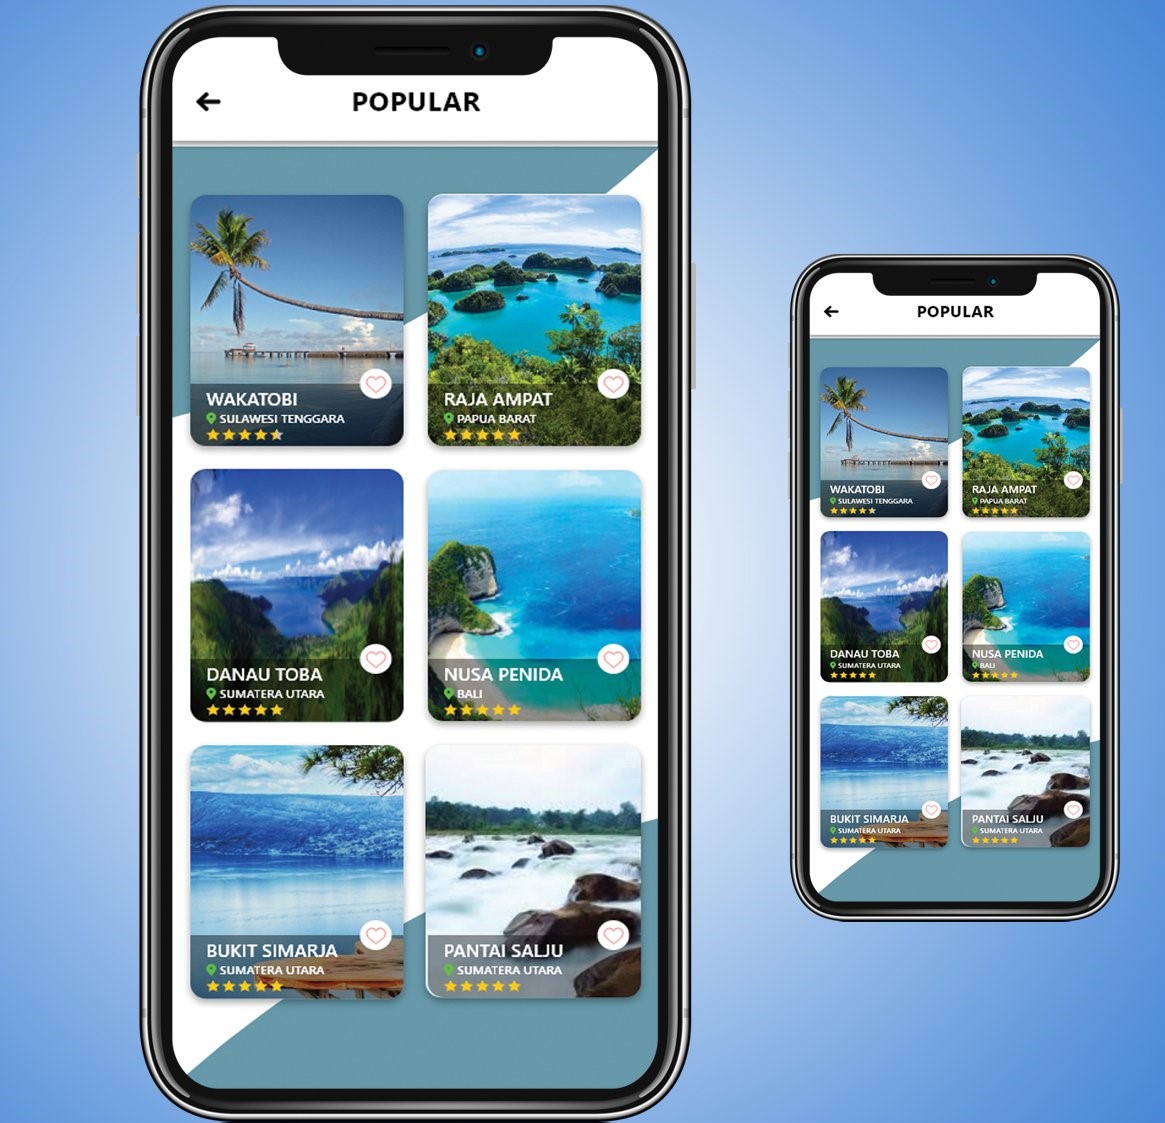 POPULAR
WAKATOBI
SULAWESI TENGGARA
RAJA AMPAT
PAPUA BARAT
DANAU TOBA
SUMATERA UTARA
NUSA PENIDA
BALI
BUKIT SIMARJA
SUMATERA UTARA
PANTAI SALJU
SUMATERA UTARA
POPULAR
WAKATOBI
SULAWESI TENGGARA
RAJA AMPAT
PAPUA BARAT
DANAU TOBA
SUMATERA UTARA
NUSA PENIDA
BALI
BUKIT SIMARJA
SUMATERA UTARA
PANTAI SALJU
SUMATERA UTARA